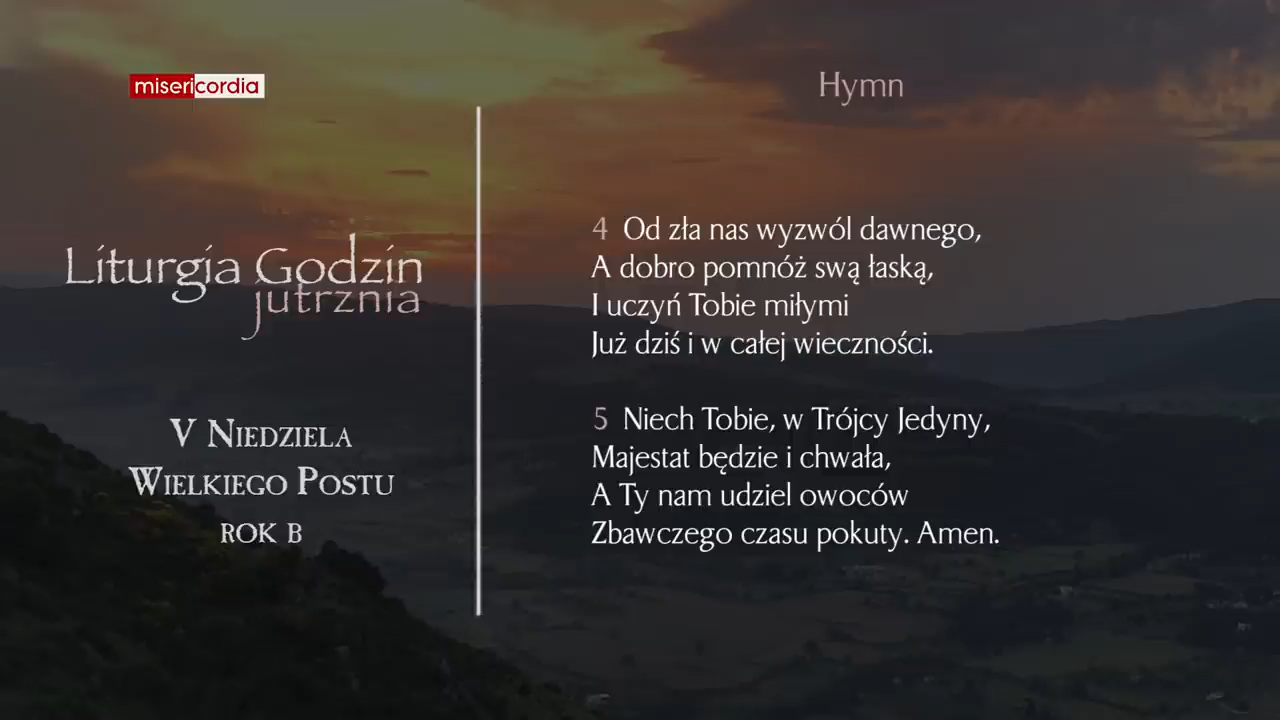 misericordia
Liturgia Godzin
jutrznia
V Niedziela
Wielkiego Postu
rok B
Hymn
4 Od zła nas wyzwól dawnego,
A dobro pomnóż swą łaską,
I uczyń Tobie miłymi
Już dziś i w całej wieczności.
5 Niech Tobie, w Trójcy Jedyny,
Majestat będzie i chwała,
A Ty nam udziel owoców
Zbawczego czasu pokuty. Amen.